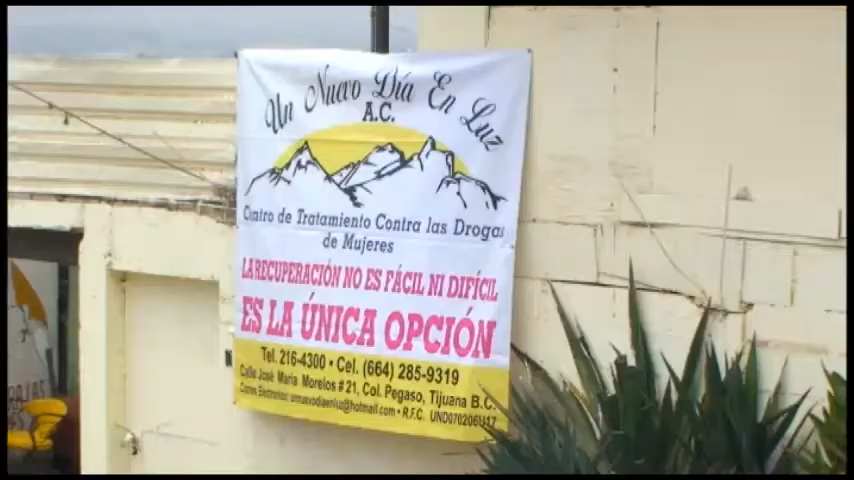 Un Nuevo Día En Luz
A.C.
Centro de Tratamiento Contra las Drogas
de Mujeres
LA RECUPERACIÓN NO ES FÁCIL NI DIFÍCIL
ES LA ÚNICA OPCIÓN
Tel. 216-4300 • Cel. (664) 285-9319
Calle José María Morelos # 21, Col. Pegaso, Tijuana B.C.
Correo Electronico: • R.F.C.